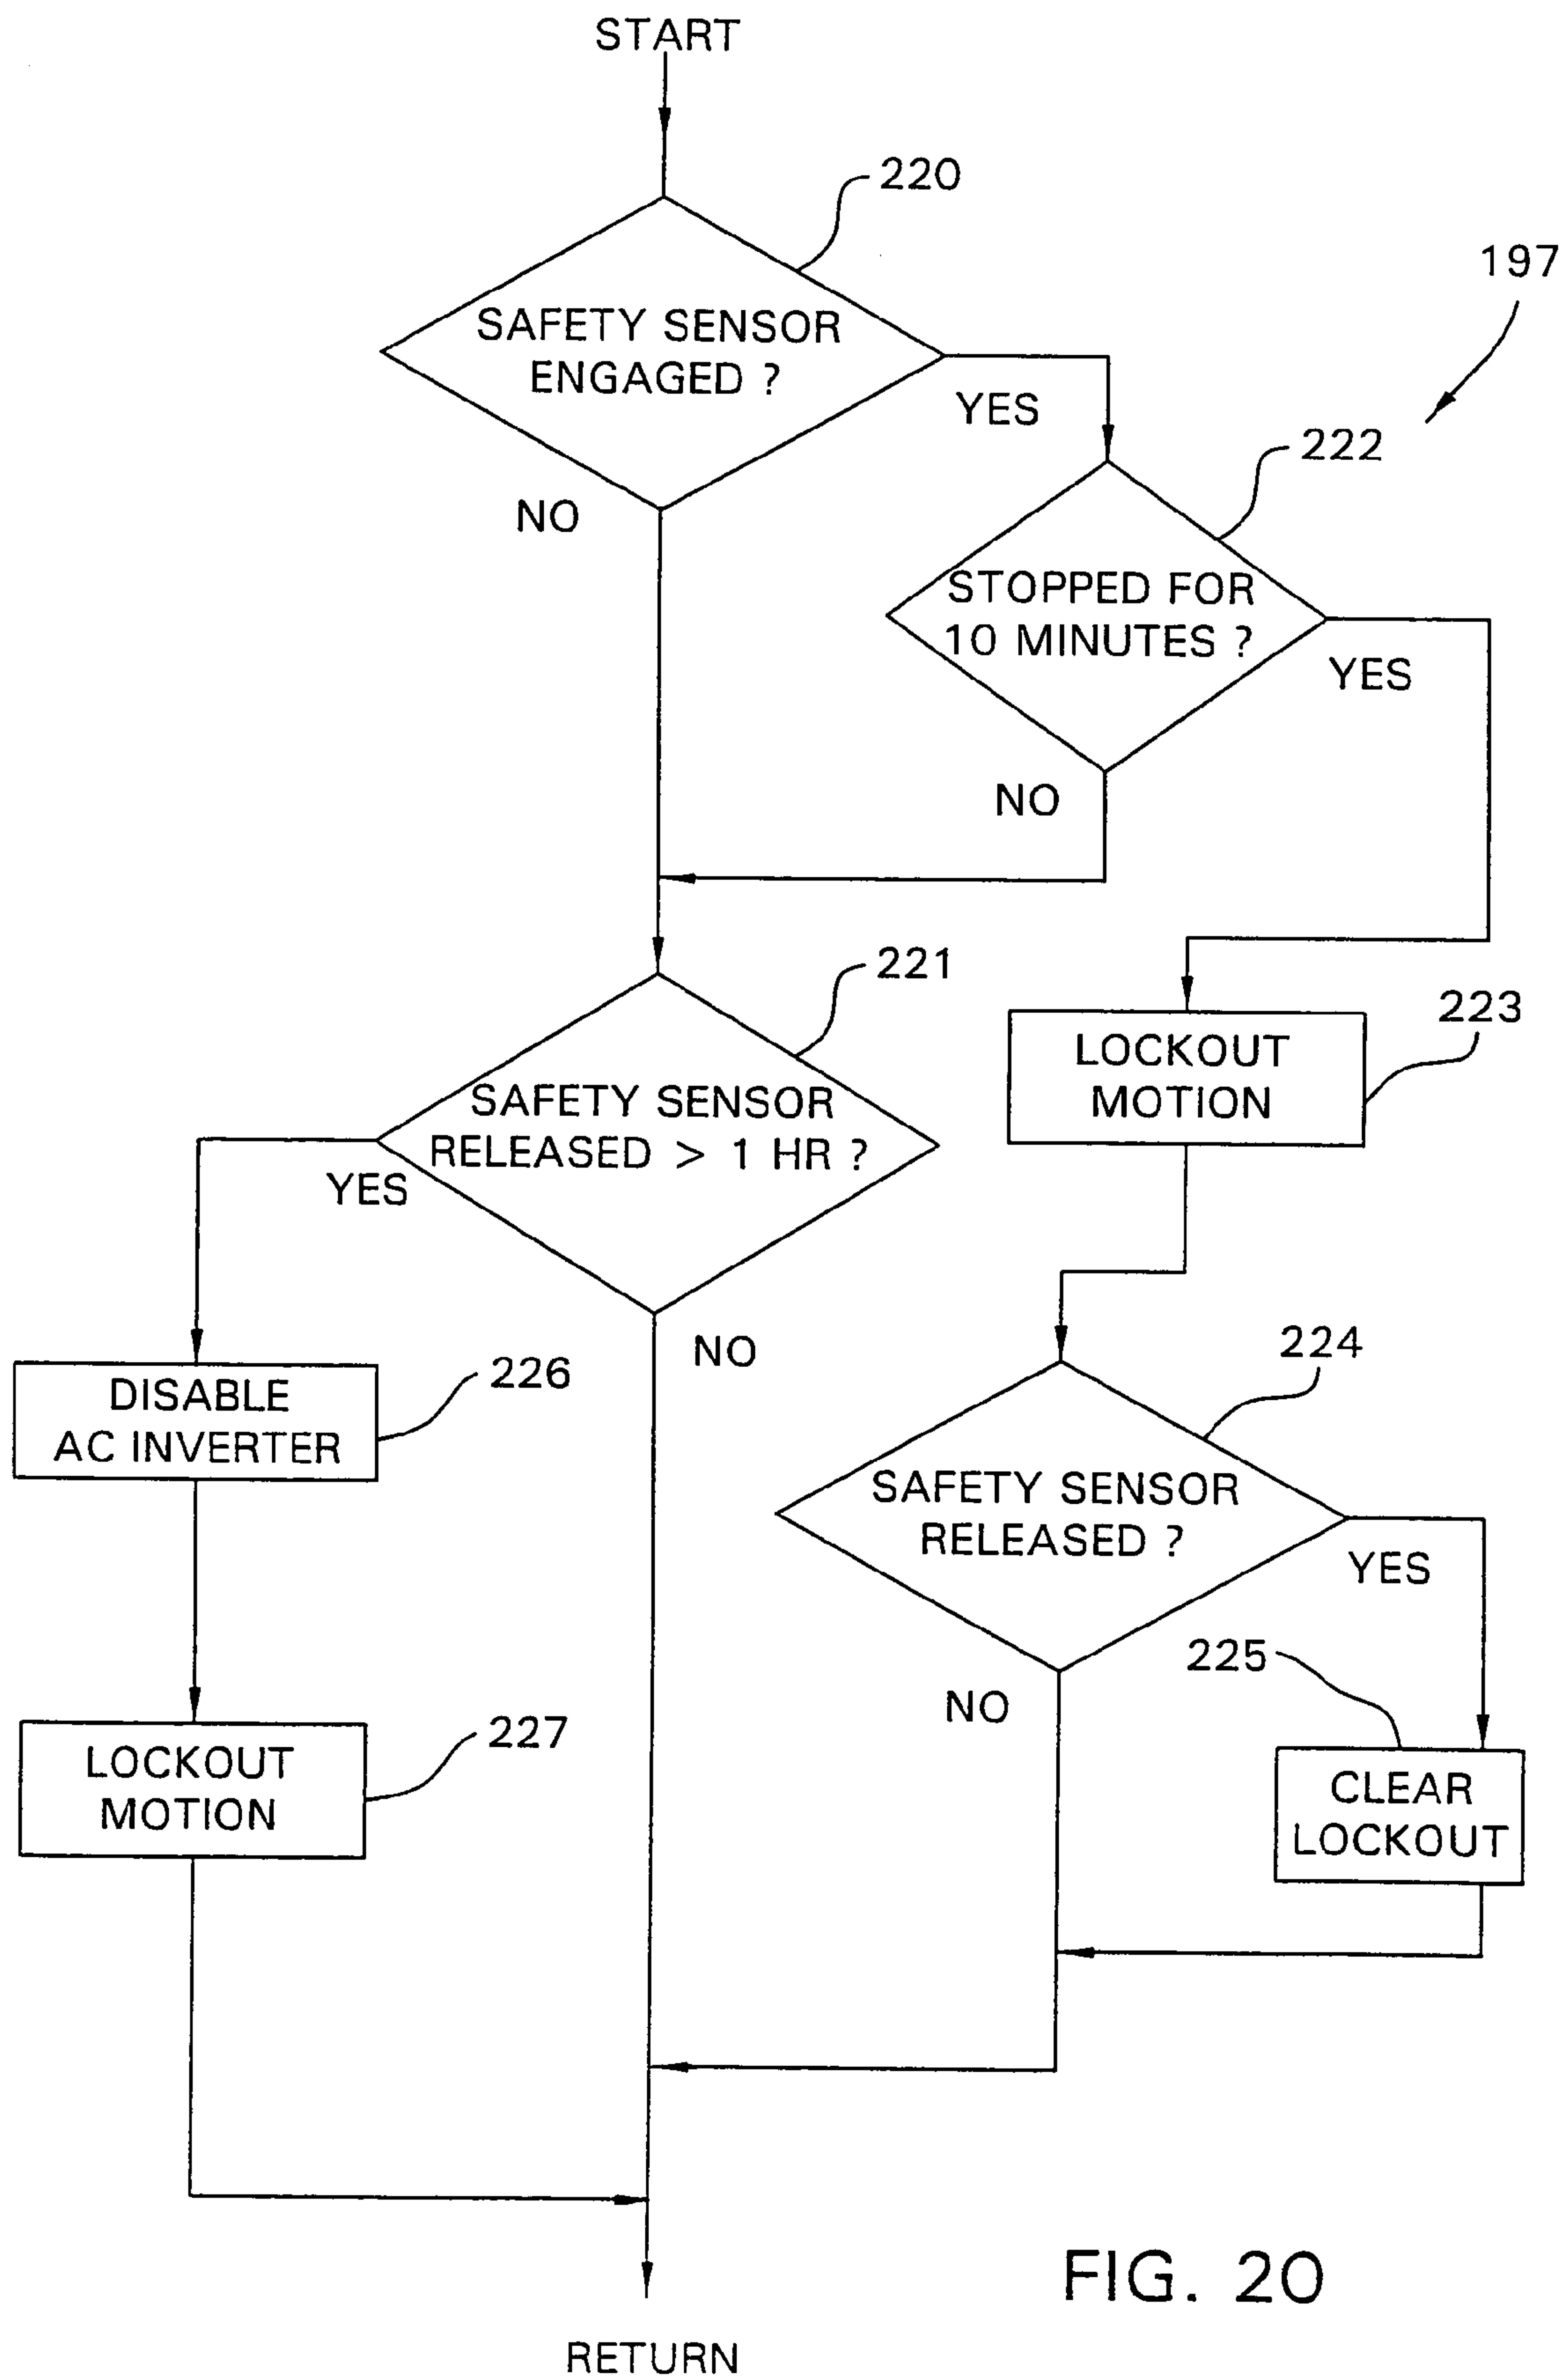 START
220
197
SAFETY SENSOR
ENGAGED ?
YES
222
NO
STOPPED FOR
10 MINUTES ?
YES
NO
221
223
LOCKOUT
MOTION
SAFETY SENSOR
RELEASED > 1 HR ?
YES
NO
224
226
DISABLE
AC INVERTER
SAFETY SENSOR
RELEASED ?
YES
225
NO
227
LOCKOUT
MOTION
CLEAR
LOCKOUT
FIG. 20
RETURN